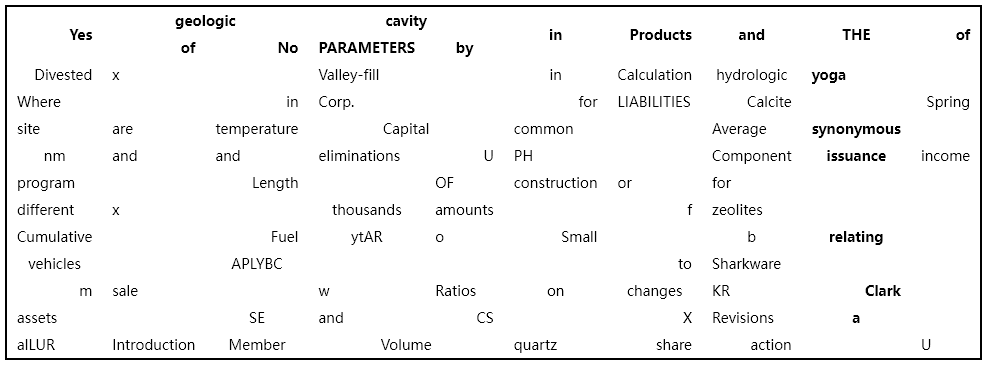 geologic cavity
Yes in Products and THE of
of No PARAMETERS by
Divested x Valley-fill in Calculation hydrologic yoga
Where in Corp. for LIABILITIES Calcite Spring
site are temperature Capital common Average synonymous
nm and and eliminations U PH Component issuance income
program Length OF construction or for
different x thousands amounts f zeolites
Cumulative Fuel ytAR o Small b relating
vehicles APLYBC to Sharkware
m sale w Ratios on changes KR Clark
assets SE and CS X Revisions a
alLUR Introduction Member Volume quartz share action U